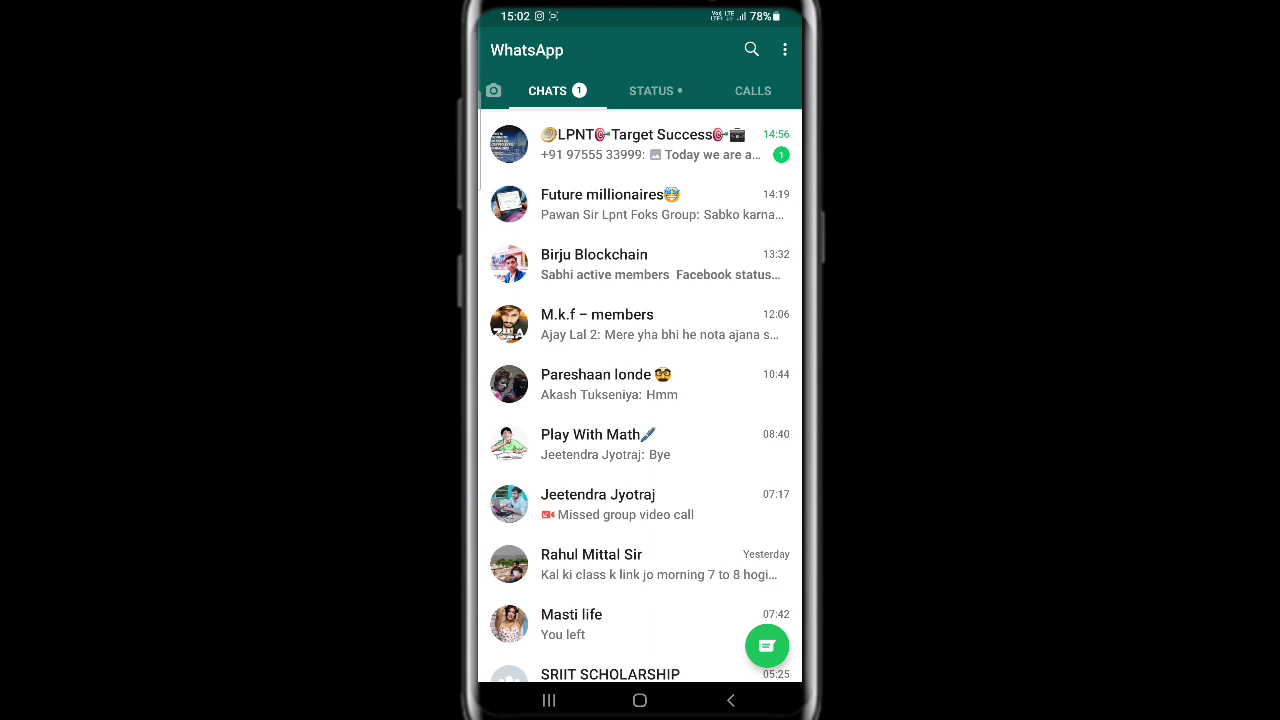 15:02 78%
WhatsApp
CHATS 1 STATUS CALLS
LPNT Target Success 14:56
+91 97555 33999: Today we are a... 1
Future millionaires 14:19
Pawan Sir Lpnt Foks Group: Sabko karna...
Birju Blockchain 13:32
Sabhi active members Facebook status...
M.k.f – members 12:06
Ajay Lal 2: Mere yha bhi he nota ajana s...
Pareshaan londe 10:44
Akash Tukseniya: Hmm
Play With Math 08:40
Jeetendra Jyotraj: Bye
Jeetendra Jyotraj 07:17
Missed group video call
Rahul Mittal Sir Yesterday
Kal ki class k link jo morning 7 to 8 hogi...
Masti life 07:42
You left
SRIIT SCHOLARSHIP 05:25